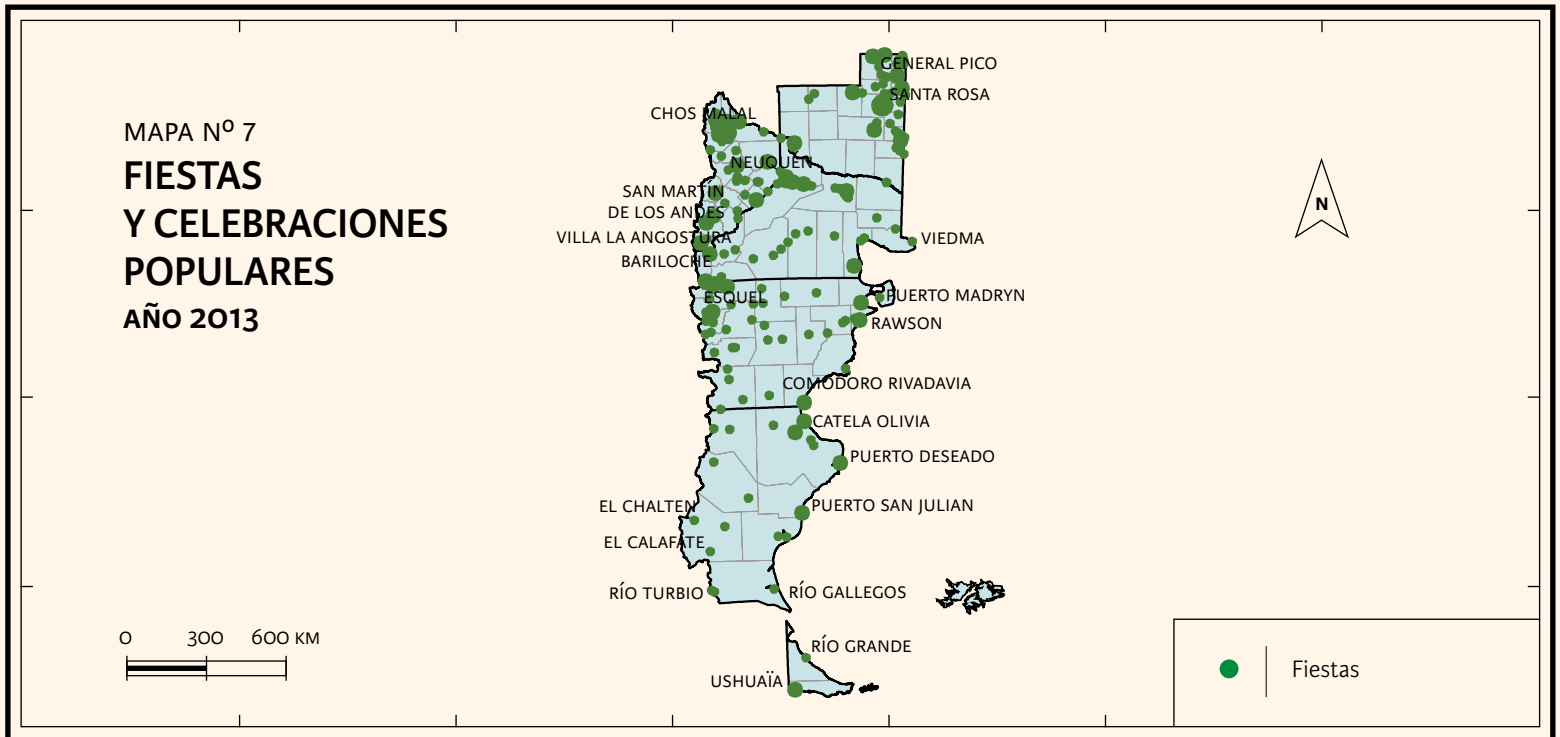 MAPA Nº 7
FIESTAS
Y CELEBRACIONES
POPULARES
AÑO 2013
GENERAL PICO
SANTA ROSA
CHOS MALAL
NEUQUÉN
SAN MARTÍN
DE LOS ANDES
VILLA LA ANGOSTURA
VIEDMA
BARILOCHE
ESQUEL
PUERTO MADRYN
RAWSON
COMODORO RIVADAVIA
CATELA OLIVIA
PUERTO DESEADO
EL CHALTEN
PUERTO SAN JULIAN
EL CALAFATE
RÍO TURBIO
RÍO GALLEGOS
RÍO GRANDE
USHUAÏA
N
0 300 600 KM
Fiestas